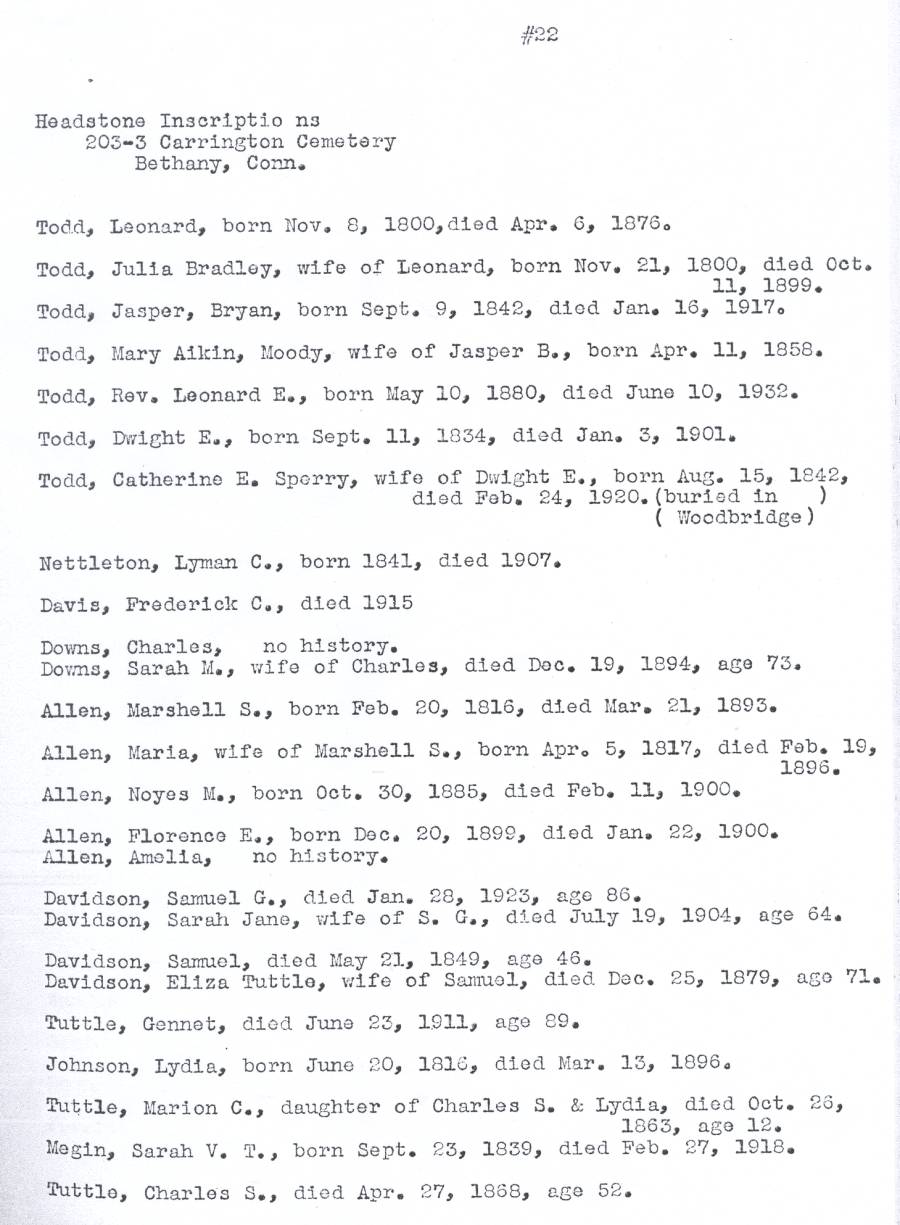 #22
Headstone Inscriptio ns
203-3 Carrington Cemetery
Bethany, Conn.
Todd, Leonard, born Nov. 8, 1800,died Apr. 6, 1876.
Todd, Julia Bradley, wife of Leonard, born Nov. 21, 1800, died Oct.
11, 1899.
Todd, Jasper, Bryan, born Sept. 9, 1842, died Jan. 16, 1917.
Todd, Mary Aikin, Moody, wife of Jasper B., born Apr. 11, 1858.
Todd, Rev. Leonard E., born May 10, 1880, died June 10, 1932.
Todd, Dwight E., born Sept. 11, 1834, died Jan. 3, 1901.
Todd, Catherine E. Sperry, wife of Dwight E., born Aug. 15, 1842,
died Feb. 24, 1920.(buried in )
( Woodbridge)
Nettleton, Lyman C., born 1841, died 1907.
Davis, Frederick C., died 1915
Downs, Charles, no history.
Downs, Sarah M., wife of Charles, died Dec. 19, 1894, age 73.
Allen, Marshell S., born Feb. 20, 1816, died Mar. 21, 1893.
Allen, Maria, wife of Marshell S., born Apr. 5, 1817, died Feb. 19,
1896.
Allen, Noyes M., born Oct. 30, 1885, died Feb. 11, 1900.
Allen, Florence E., born Dec. 20, 1899, died Jan. 22, 1900.
Allen, Amelia, no history.
Davidson, Samuel G., died Jan. 28, 1923, age 86.
Davidson, Sarah Jane, wife of S. G., died July 19, 1904, age 64.
Davidson, Samuel, died May 21, 1849, age 46.
Davidson, Eliza Tuttle, wife of Samuel, died Dec. 25, 1879, age 71.
Tuttle, Gennet, died June 23, 1911, age 89.
Johnson, Lydia, born June 20, 1816, died Mar. 13, 1896.
Tuttle, Marion C., daughter of Charles S. & Lydia, died Oct. 26,
1863, age 12.
Megin, Sarah V. T., born Sept. 23, 1839, died Feb. 27, 1918.
Tuttle, Charles S., died Apr. 27, 1868, age 52.